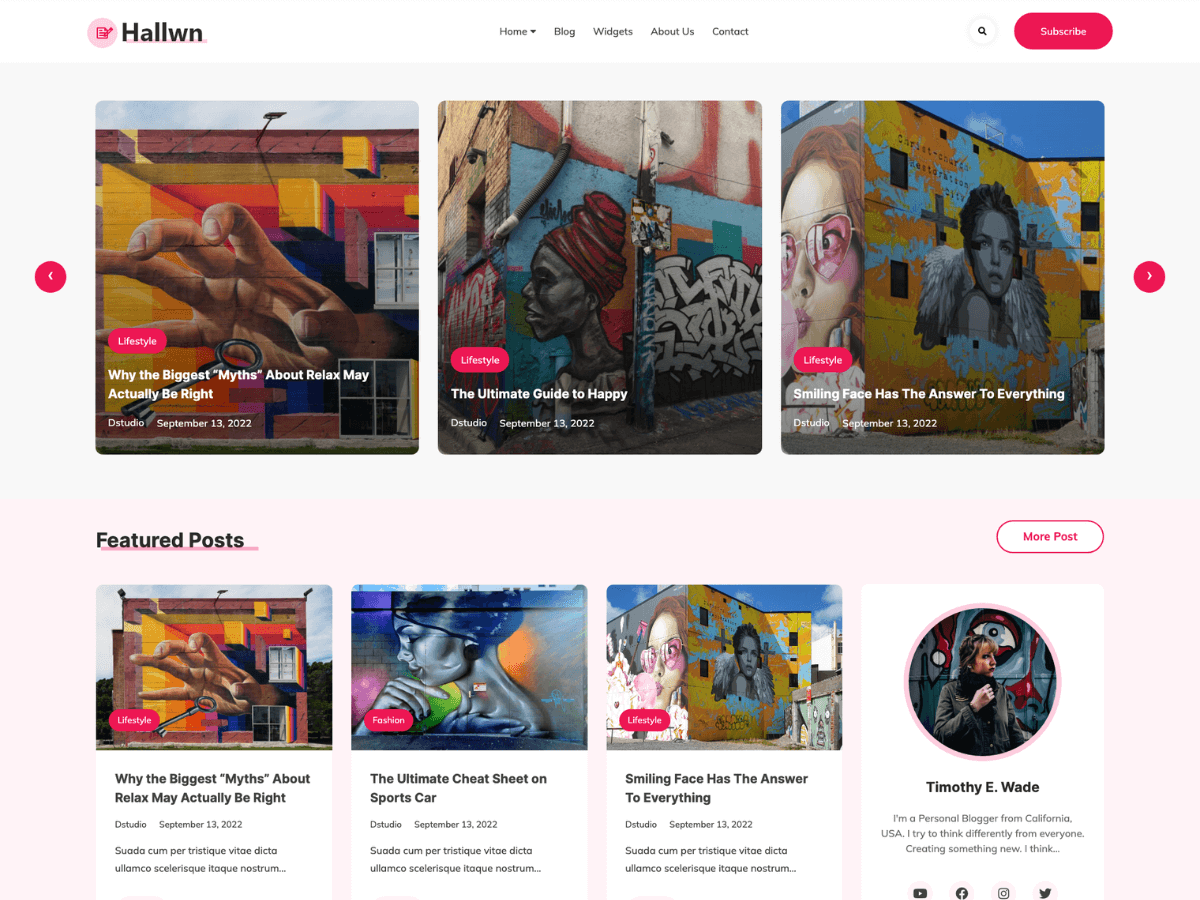 Hallwn
Home Blog Widgets About Us Contact
Subscribe
Lifestyle
Why the Biggest “Myths” About Relax May
Actually Be Right
Dstudio September 13, 2022
Lifestyle
The Ultimate Guide to Happy
Dstudio September 13, 2022
Christ-church
Restoration
City
Lifestyle
Smiling Face Has The Answer To Everything
Dstudio September 13, 2022
Featured Posts
More Post
Lifestyle
Why the Biggest “Myths” About
Relax May Actually Be Right
Dstudio September 13, 2022
Suada cum per tristique vitae dicta
ullamco scelerisque itaque nostrum...
Fashion
The Ultimate Cheat Sheet on
Sports Car
Dstudio September 13, 2022
Suada cum per tristique vitae dicta
ullamco scelerisque itaque nostrum...
Lifestyle
Smiling Face Has The Answer
To Everything
Dstudio September 13, 2022
Suada cum per tristique vitae dicta
ullamco scelerisque itaque nostrum...
Timothy E. Wade
I'm a Personal Blogger from California,
USA. I try to think differently from everyone.
Creating something new. I think...